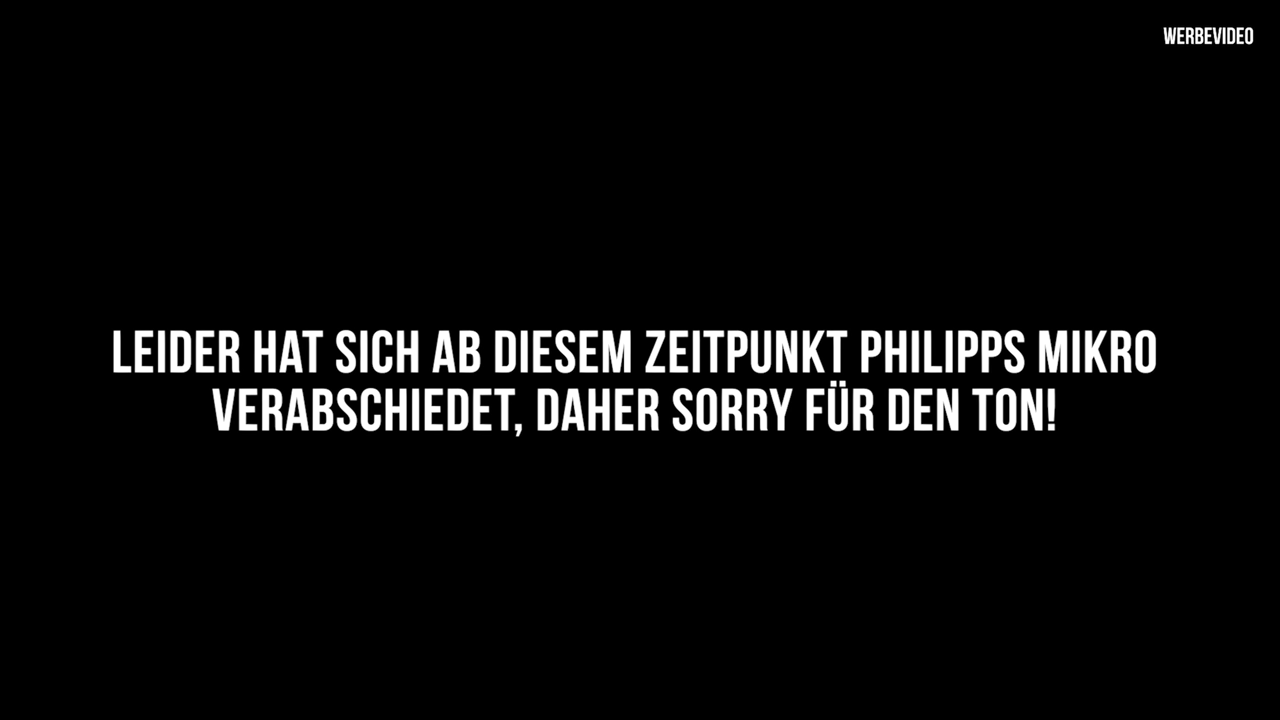 WERBEVIDEO
LEIDER HAT SICH AB DIESEM ZEITPUNKT PHILIPPS MIKRO
VERABSCHIEDET, DAHER SORRY FÜR DEN TON!